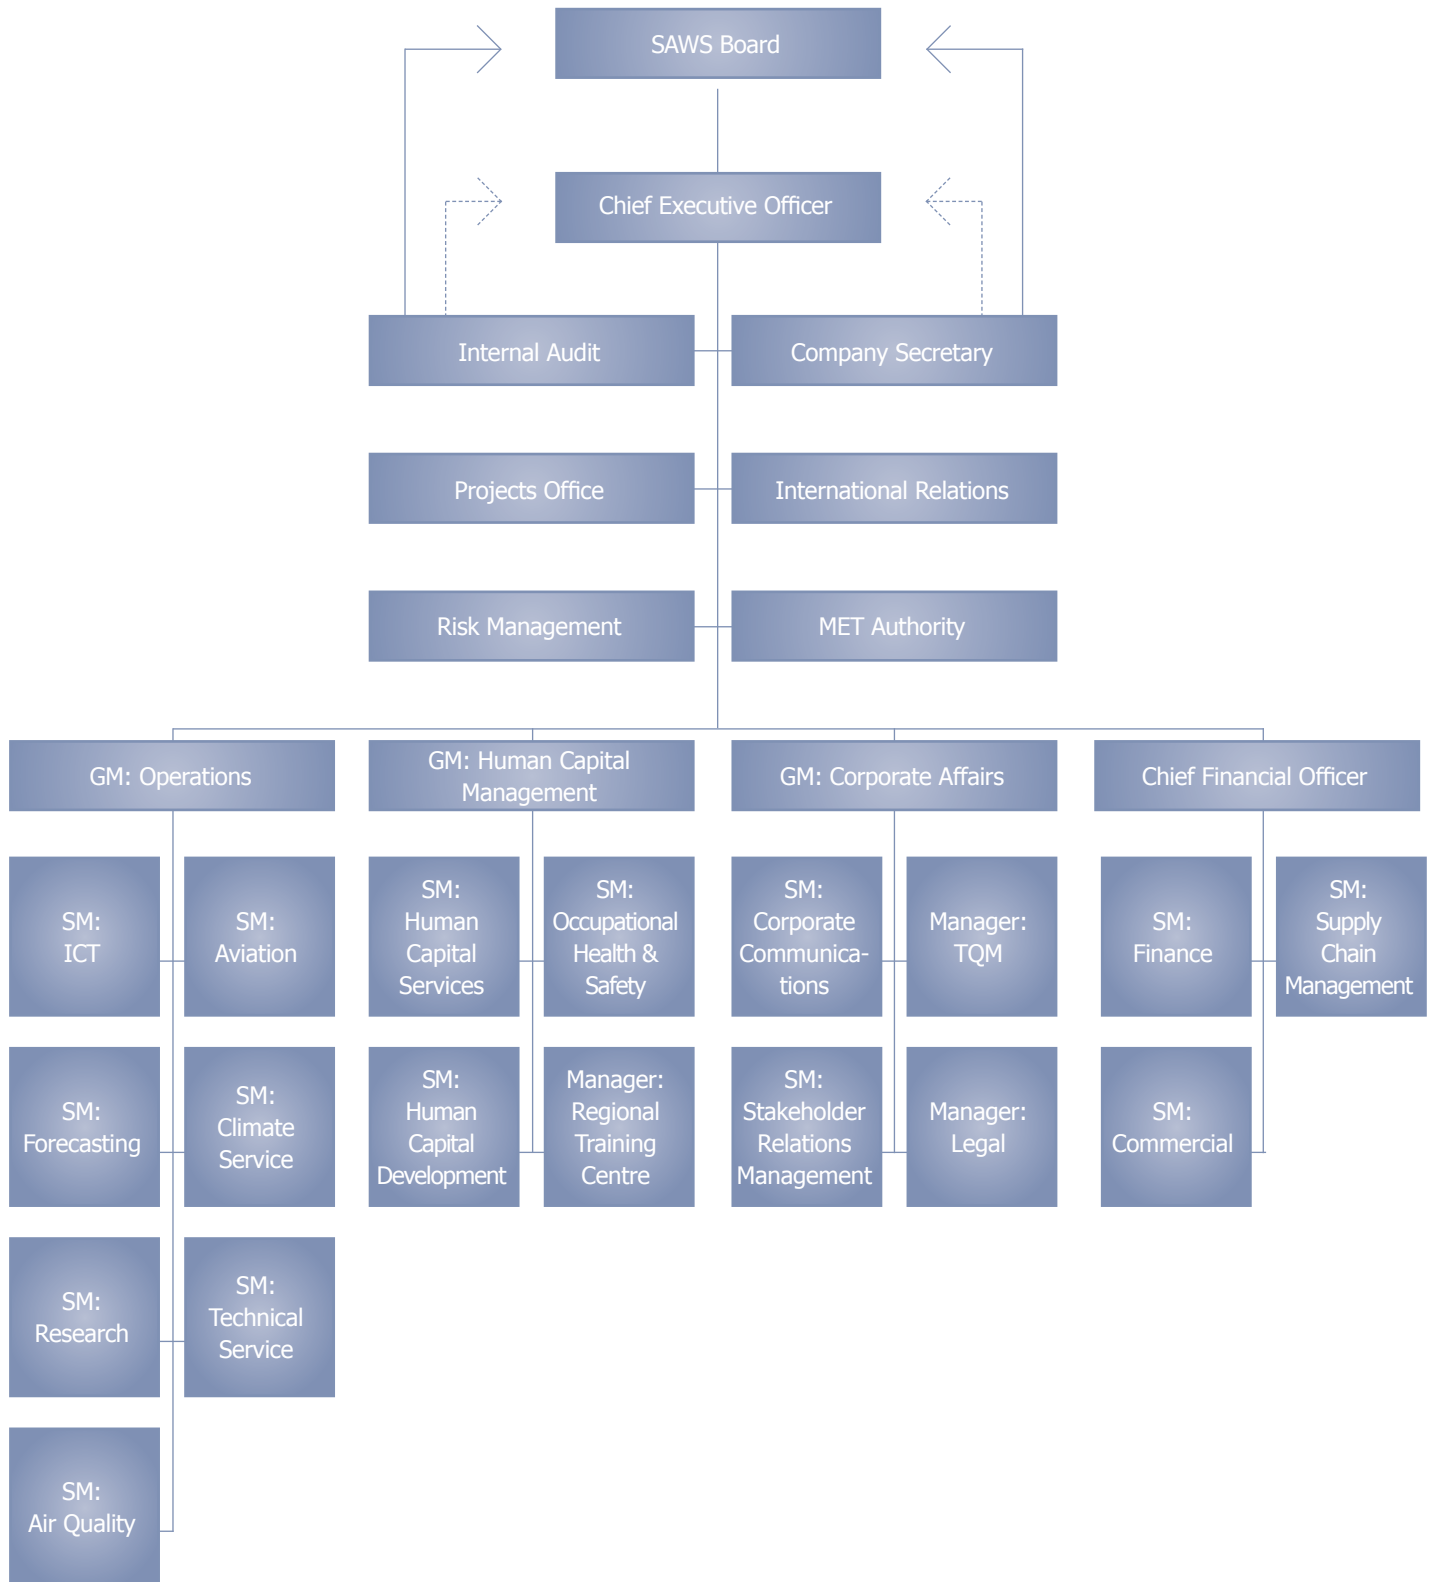 SAWS Board
Chief Executive Officer
Internal Audit
Company Secretary
Projects Office
International Relations
Risk Management
MET Authority
GM: Operations
GM: Human Capital
Management
GM: Corporate Affairs
Chief Financial Officer
SM:
ICT
SM:
Aviation
SM:
Human
Capital
Services
SM:
Occupational
Health &
Safety
SM:
Corporate
Communica-
tions
Manager:
TQM
SM:
Finance
SM:
Supply
Chain
Management
SM:
Forecasting
SM:
Climate
Service
SM:
Human
Capital
Development
Manager:
Regional
Training
Centre
SM:
Stakeholder
Relations
Management
Manager:
Legal
SM:
Commercial
SM:
Research
SM:
Technical
Service
SM:
Air Quality